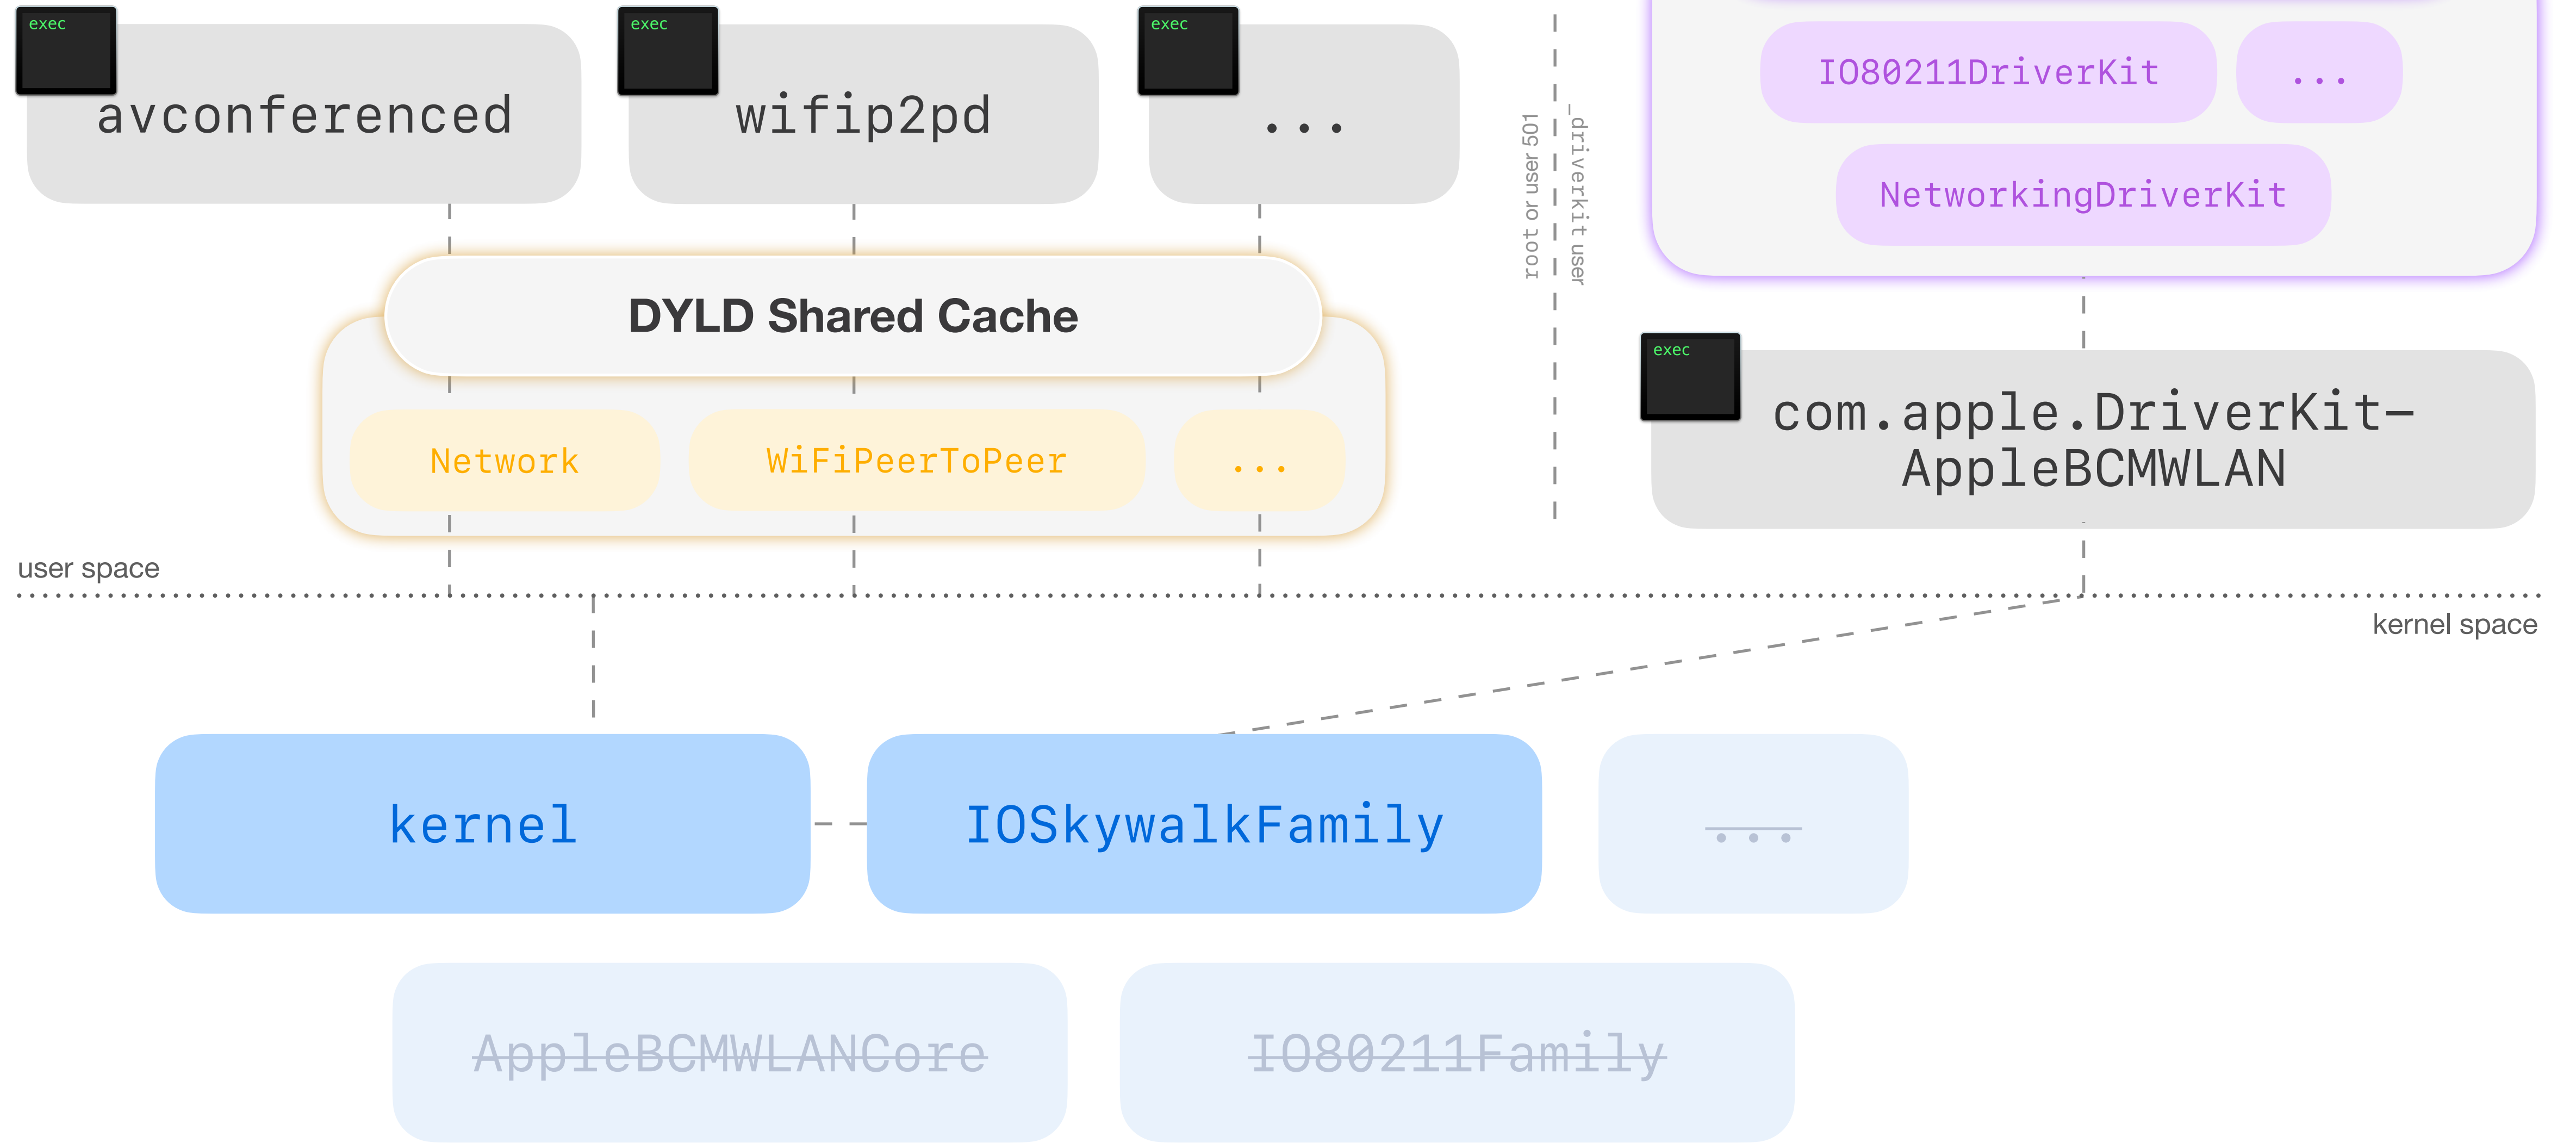 exec
avconferenced
exec
wifip2pd
exec
...
root or user 501
_driverkit user
IO80211DriverKit
...
NetworkingDriverKit
DYLD Shared Cache
Network
WiFiPeerToPeer
...
exec
com.apple.DriverKit-
AppleBCMWLAN
user space
kernel space
kernel
IOSkywalkFamily
...
AppleBCMWLANCore
IO80211Family